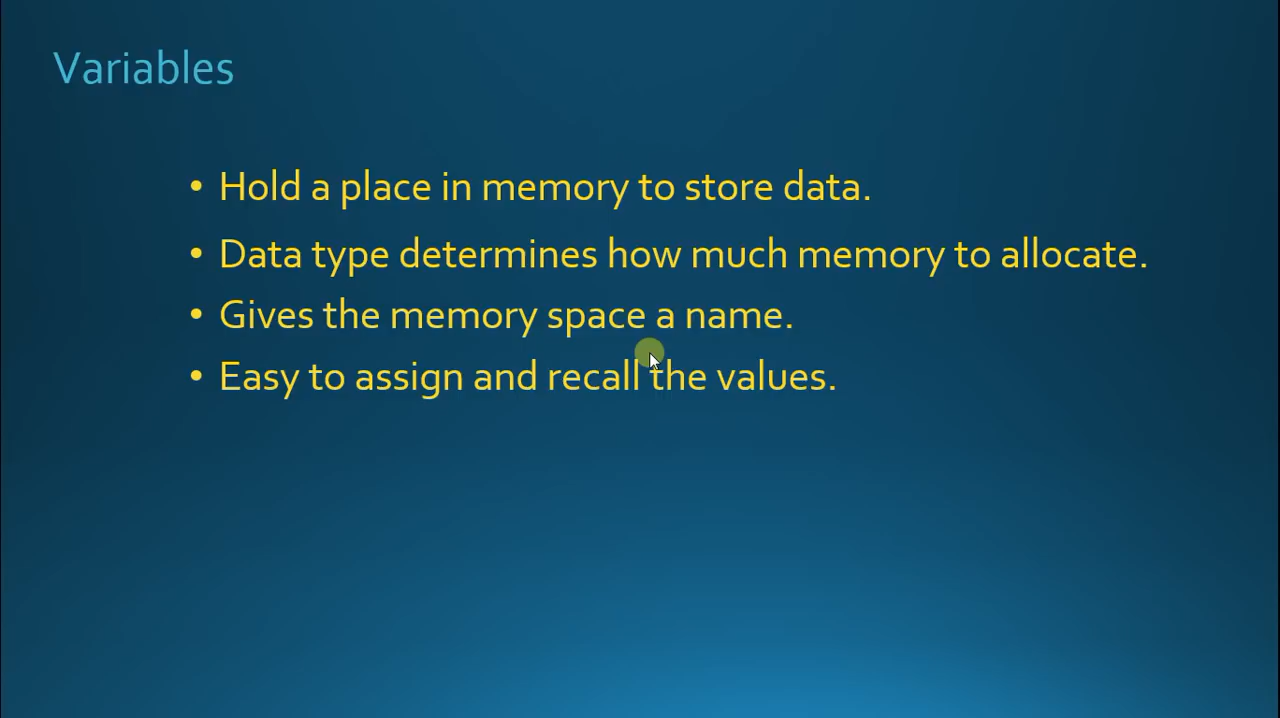 Variables
• Hold a place in memory to store data.
• Data type determines how much memory to allocate.
• Gives the memory space a name.
• Easy to assign and recall the values.